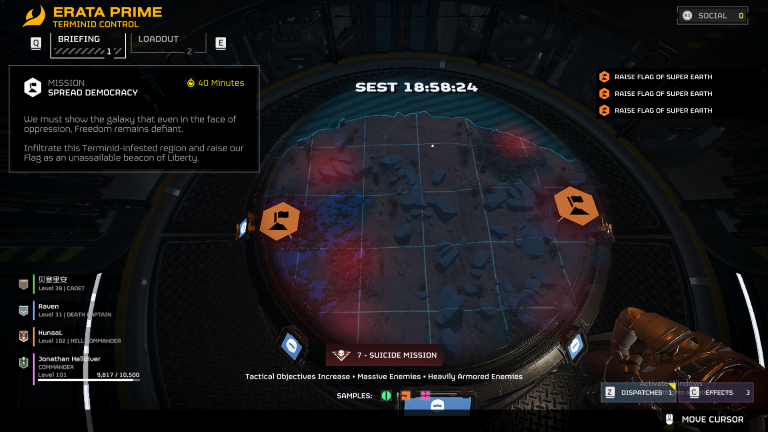 ERATA PRIME
TERMINID CONTROL
SOCIAL 0
Q BRIEFING 1 LOADOUT 2 E
MISSION
SPREAD DEMOCRACY
40 Minutes
We must show the galaxy that even in the face of
oppression, Freedom remains defiant.
Infiltrate this Terminid-infested region and raise our
Flag as an unassailable beacon of Liberty.
SEST 18:58:24
RAISE FLAG OF SUPER EARTH
RAISE FLAG OF SUPER EARTH
RAISE FLAG OF SUPER EARTH
Level 39 | CADET
Raven
Level 31 | DEATH CAPTAIN
HunaaL
Level 102 | HELL COMMANDER
Jonathan Helldiver
COMMANDER
Level 101 9,817 / 10,500
7 - SUICIDE MISSION
Tactical Objectives Increase • Massive Enemies • Heavily Armored Enemies
SAMPLES:
Activate Windows
Z DISPATCHES 1 C EFFECTS 3
MOVE CURSOR